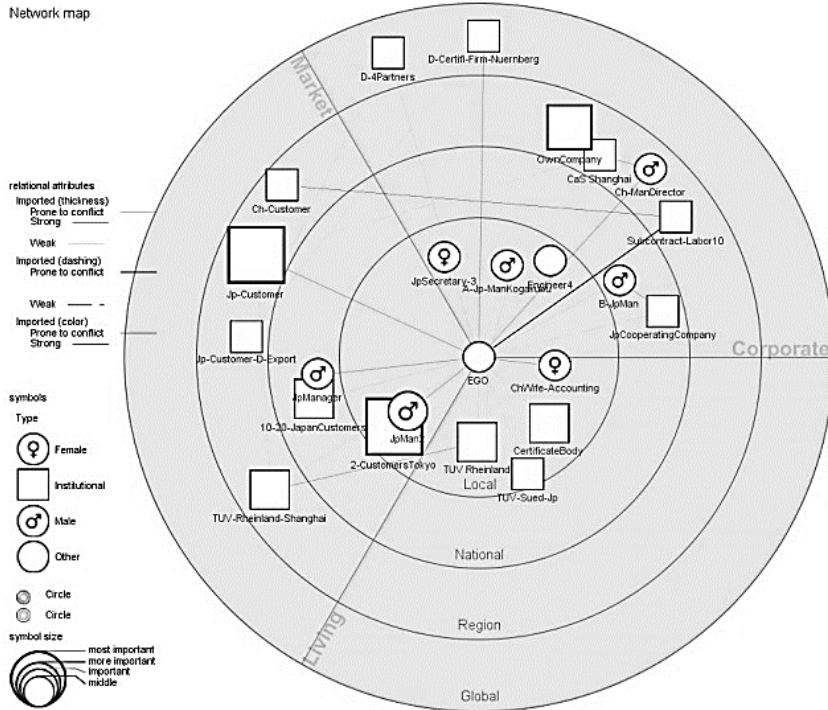 Network map
D-Certifi-Firm-Nuernberg
D-4Partners
Market
OwnCompany
CaS Shanghai
Ch-ManDirector
relational attributes
Imported (thickness)
Prone to conflict
Strong
Weak
Imported (dashing)
Prone to conflict
Weak
Imported (color)
Prone to conflict
Strong
Ch-Customer
Subcontract-Labor10
JpSecretary-3
Engineer4
B-JpMan
Jp-Customer
JpCooperatingCompany
Corporate
Jp-Customer-D-Export
EGO
ChWife-Accounting
JpManager
10-20-JapanCustomers
JpMan2
2-CustomersTokyo
TUV Rheinland
CertificateBody
Local
TUV-Sued-Jp
TUV-Rheinland-Shanghai
National
Region
Living
Global
symbols
Type
Female
Institutional
Male
Other
Circle
Circle
symbol size
most important
more important
important
middle